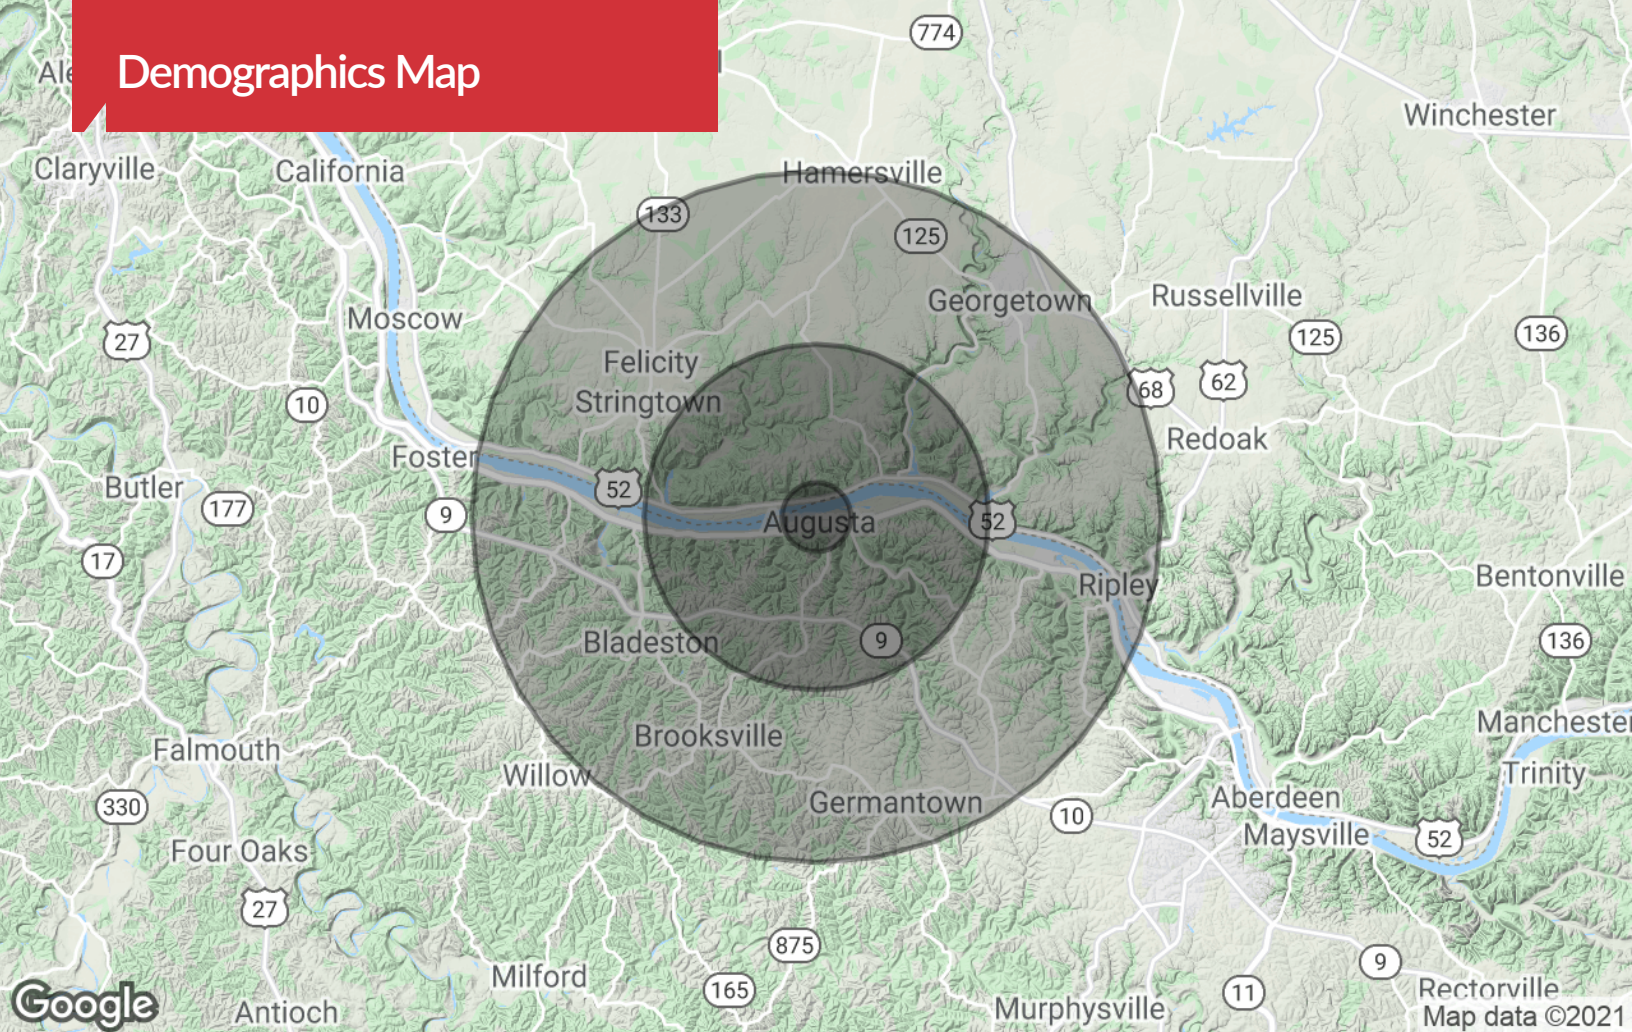 Demographics Map
774
Winchester
Claryville
California
Hamersville
133
125
Georgetown
Russellville
27
Moscow
125
136
Felicity
68
62
10
Stringtown
Redoak
Foster
Butler
52
177
9
Augusta
52
17
Ripley
Bentonville
Bladeston
9
136
Manchester
Brooksville
Falmouth
Willow
Trinity
330
Germantown
10
Aberdeen
Maysville
52
Four Oaks
27
875
9
Milford
165
11
Rectorville
Google
Antioch
Murphysville
Map data ©2021